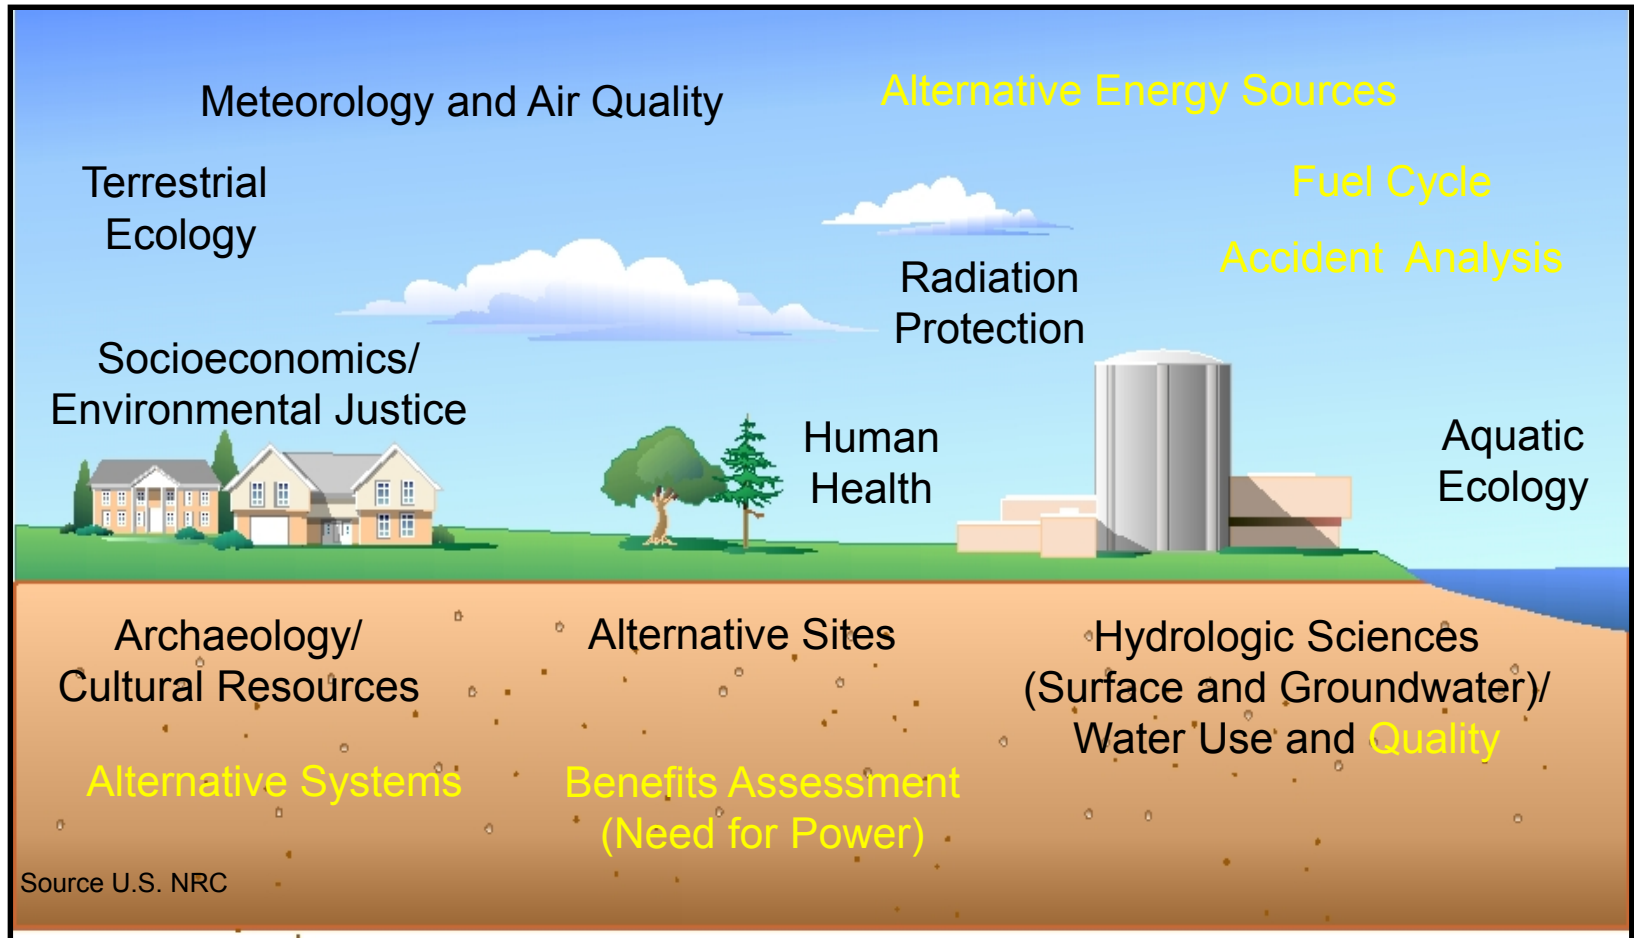 Meteorology and Air Quality
Alternative Energy Sources
Terrestrial
Ecology
Fuel Cycle
Accident Analysis
Radiation
Protection
Socioeconomics/
Environmental Justice
Human
Health
Aquatic
Ecology
Archaeology/
Cultural Resources
Alternative Sites
Hydrologic Sciences
(Surface and Groundwater)/
Water Use and Quality
Alternative Systems
Benefits Assessment
(Need for Power)
Source U.S. NRC